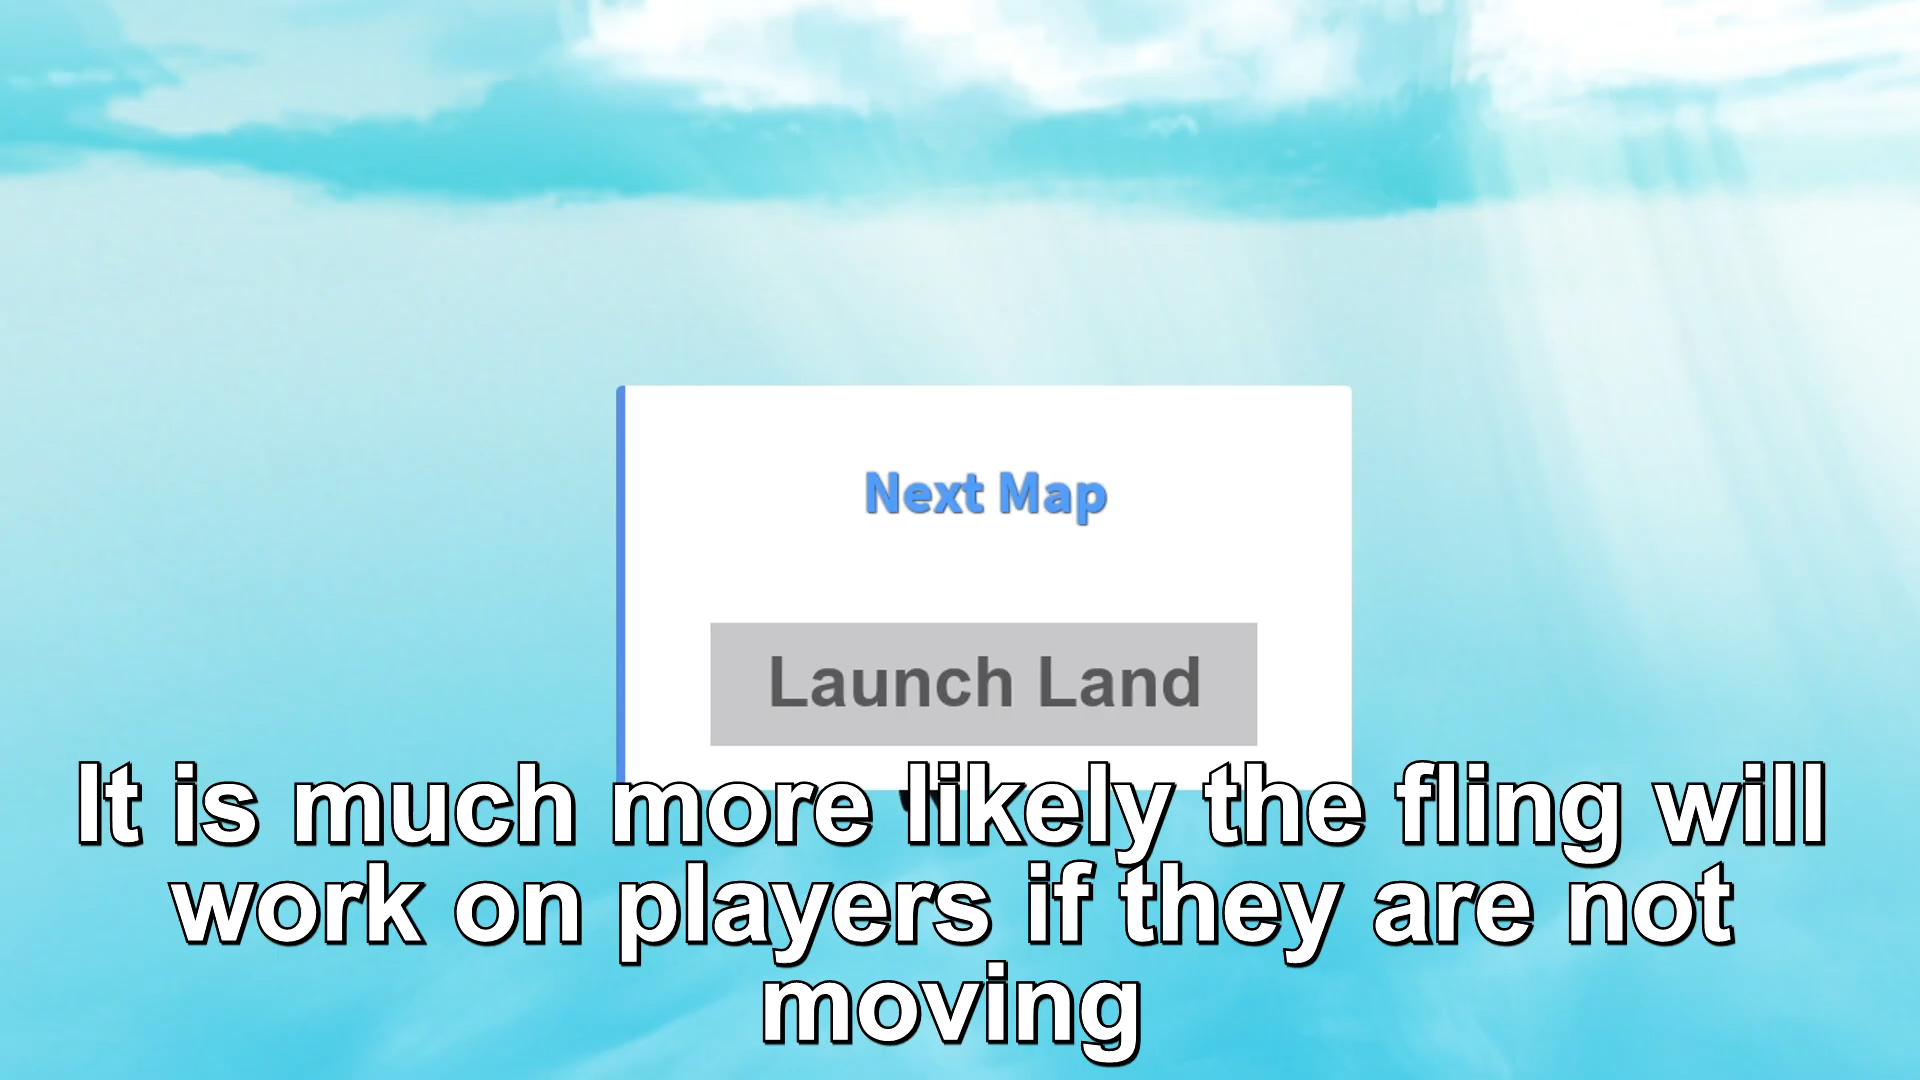 Next Map
Launch Land
It is much more likely the fling will
work on players if they are not
moving